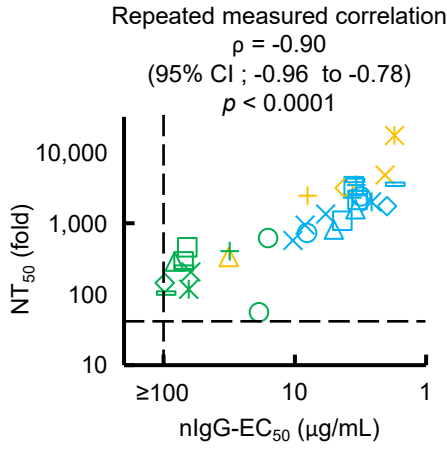 Repeated measured correlation
ρ = -0.90
(95% CI ; -0.96 to -0.78)
p < 0.0001
NT50 (fold)
10,000
1,000
100
10
≥100
10
1
nIgG-EC50 (μg/mL)